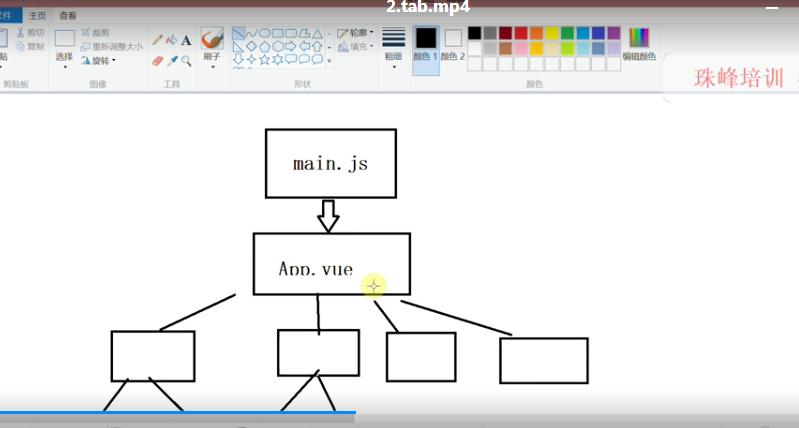 2.tab.mp4
文件 主页 查看
剪切
复制
粘贴
剪贴板
选择
裁剪
重新调整大小
旋转
图像
A
工具
刷子
轮廓
填充
形状
粗细
颜色 1
颜色 2
编辑颜色
颜色
珠峰培训
main.js
App.vue